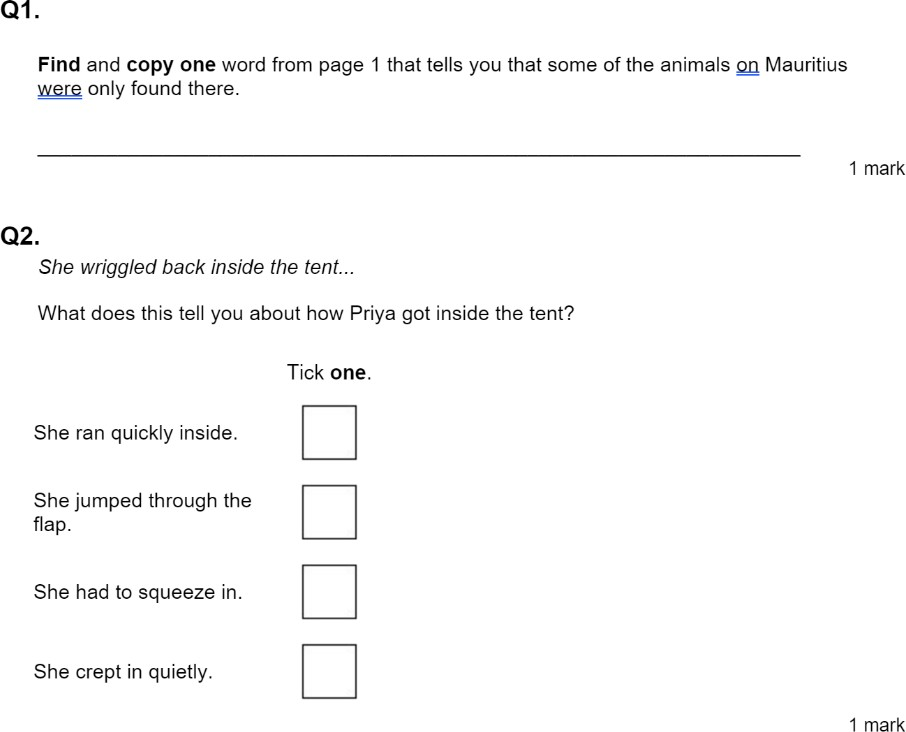 Q1.
Find and copy one word from page 1 that tells you that some of the animals on Mauritius
were only found there.
1 mark
Q2.
She wriggled back inside the tent...
What does this tell you about how Priya got inside the tent?
Tick one.
She ran quickly inside.
She jumped through the
flap.
She had to squeeze in.
She crept in quietly.
1 mark